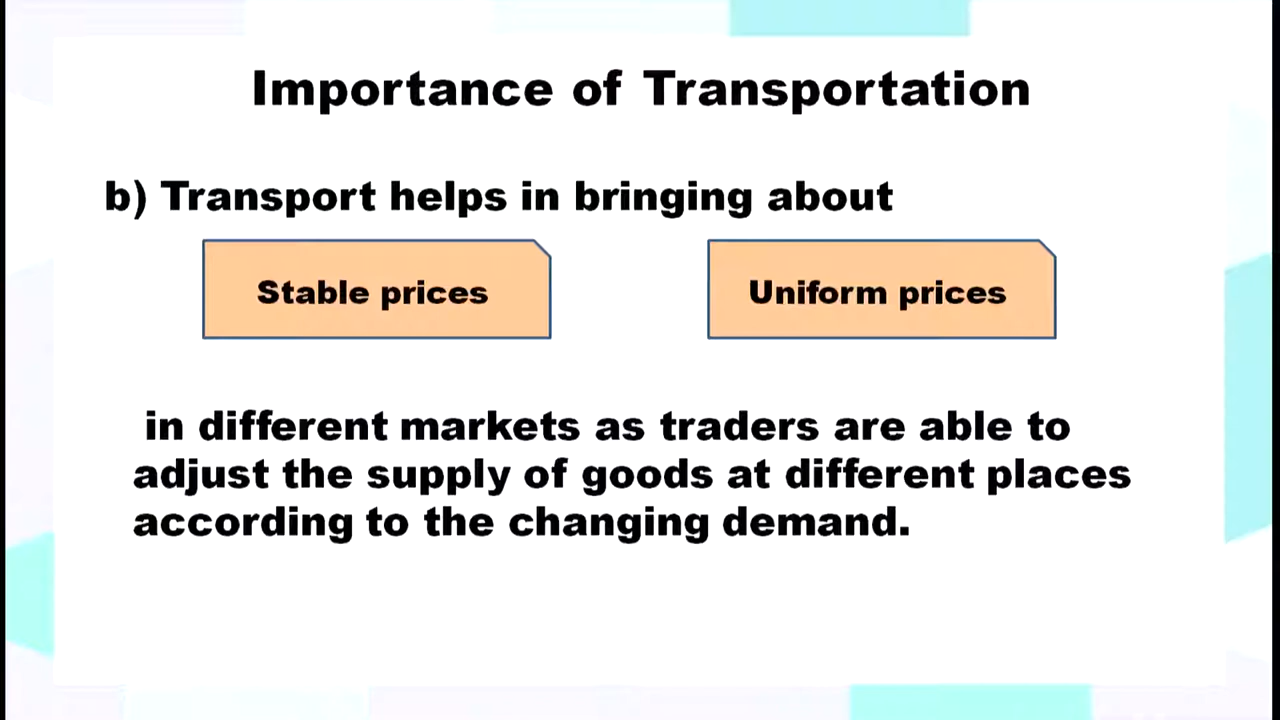 Importance of Transportation
b) Transport helps in bringing about
Stable prices
Uniform prices
in different markets as traders are able to
adjust the supply of goods at different places
according to the changing demand.